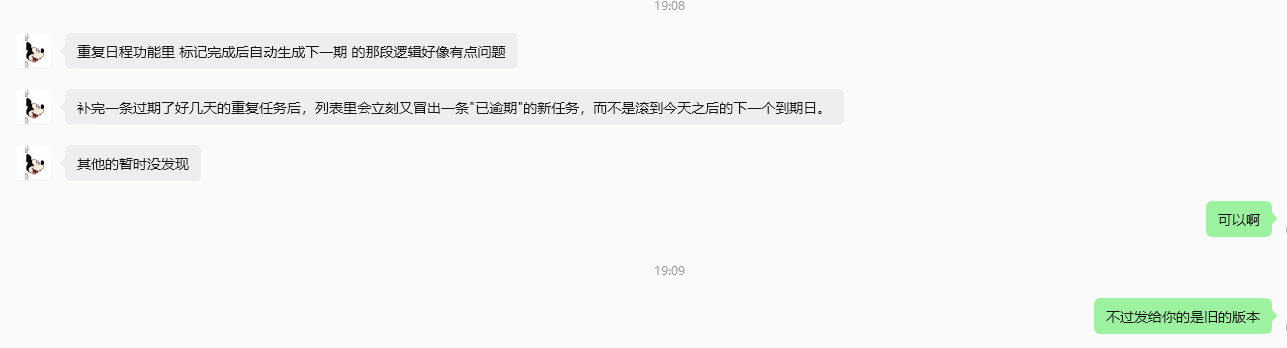 19:08
重复日程功能里 标记完成后自动生成下一期 的那段逻辑好像有点问题
补完一条过期了好几天的重复任务后，列表里会立刻又冒出一条"已逾期"的新任务，而不是滚到今天之后的下一个到期日。
其他的暂时没发现
可以啊
19:09
不过发给你的是旧的版本